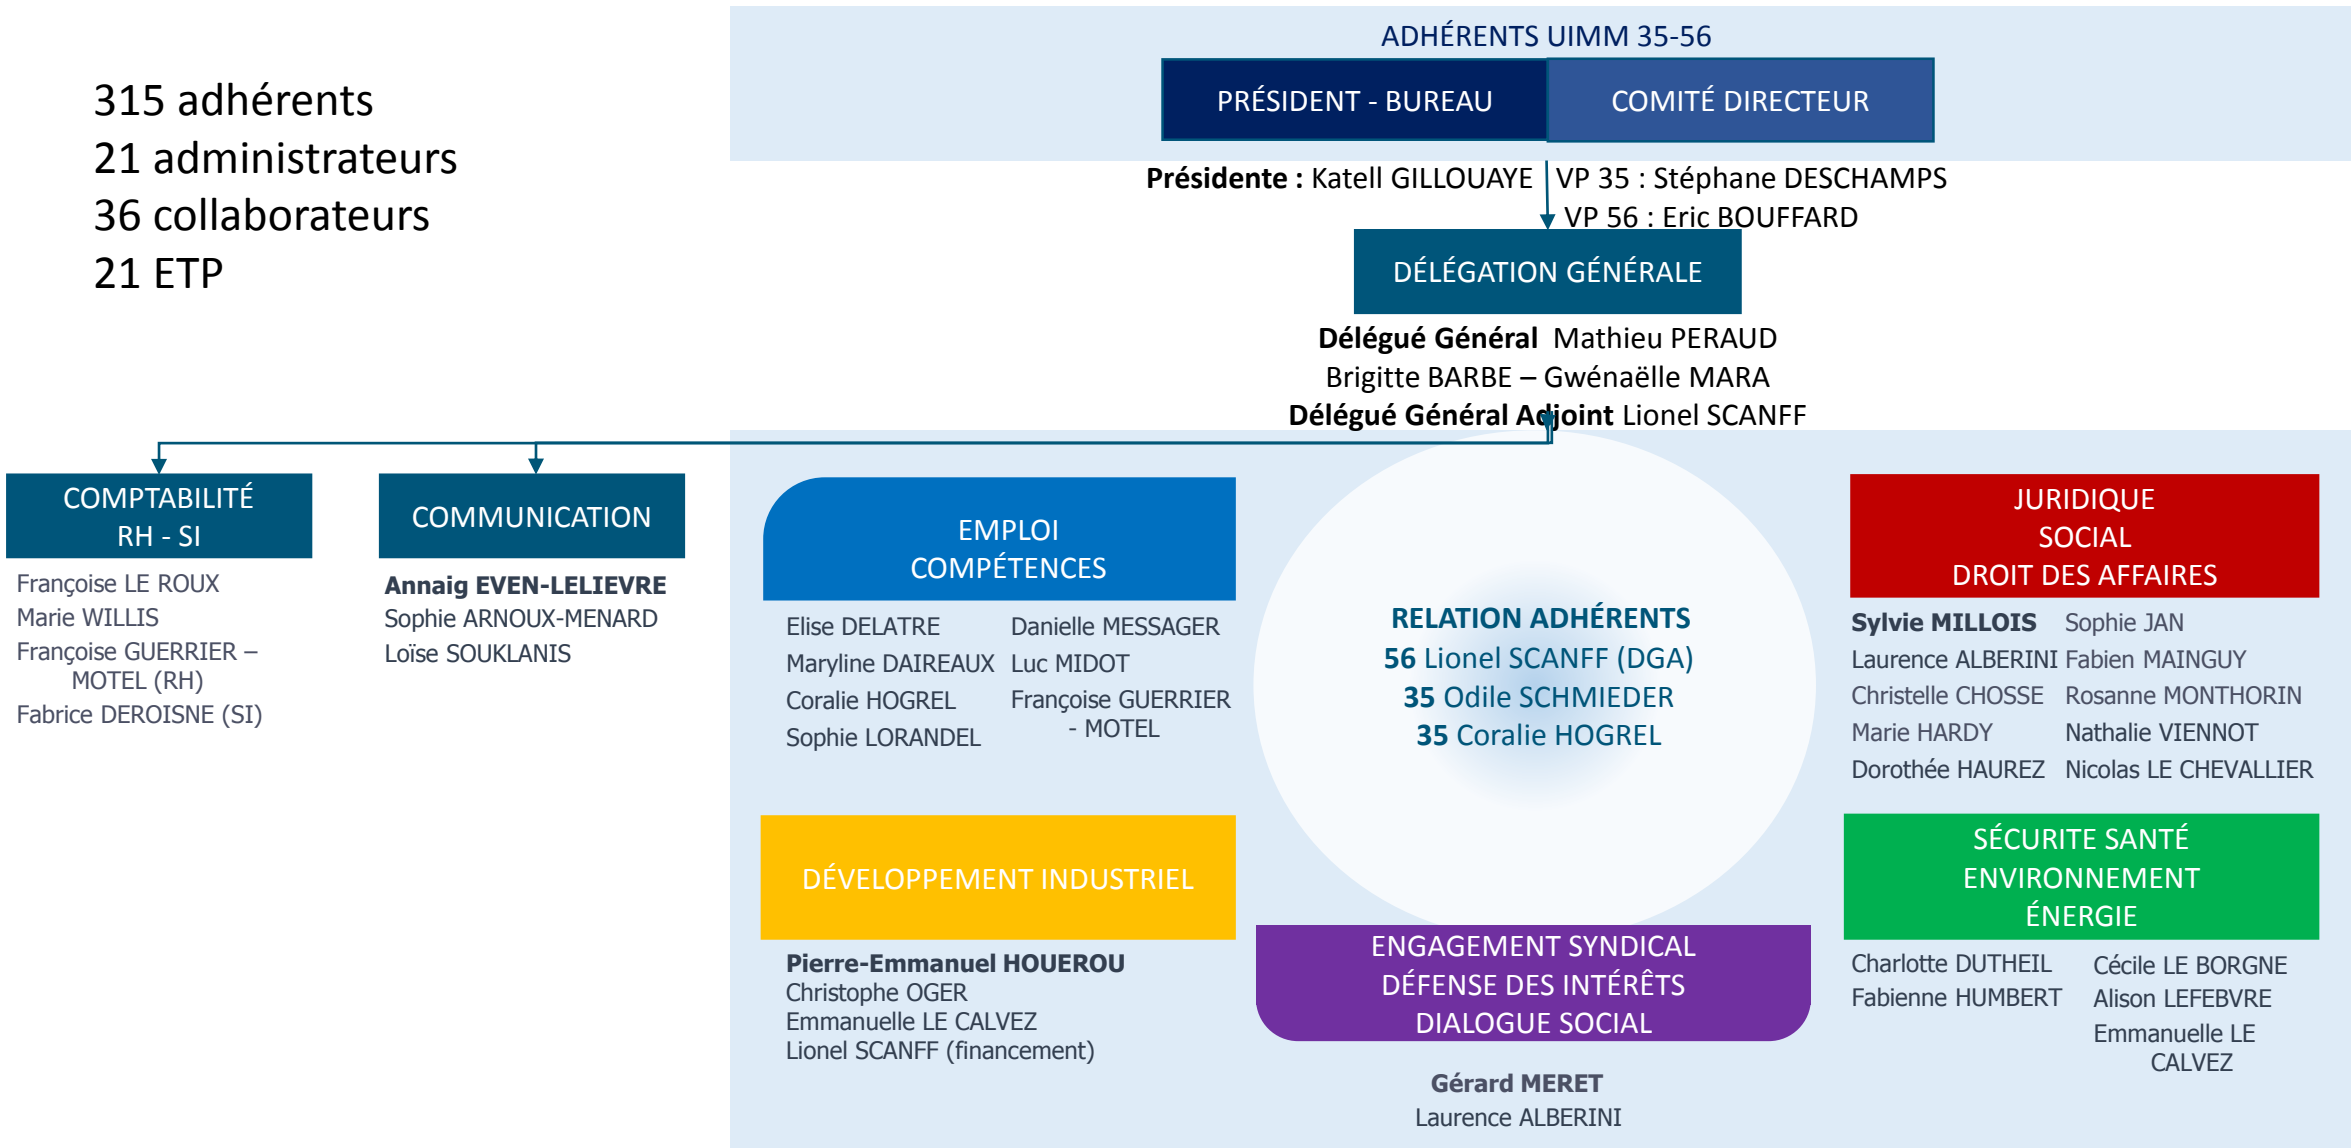 315 adhérents
21 administrateurs
36 collaborateurs
21 ETP
ADHÉRENTS UIMM 35-56
PRÉSIDENT - BUREAU
COMITÉ DIRECTEUR
Présidente : Katell GILLOUAYE
VP 35 : Stéphane DESCHAMPS
VP 56 : Eric BOUFFARD
DÉLÉGATION GÉNÉRALE
Délégué Général Mathieu PERAUD
Brigitte BARBE – Gwénaëlle MARA
Délégué Général Adjoint Lionel SCANFF
COMPTABILITÉ
RH - SI
Françoise LE ROUX
Marie WILLIS
Françoise GUERRIER –
MOTEL (RH)
Fabrice DEROISNE (SI)
COMMUNICATION
Annaig EVEN-LELIEVRE
Sophie ARNOUX-MENARD
Loïse SOUKLANIS
EMPLOI
COMPÉTENCES
Elise DELATRE
Maryline DAIREAUX
Coralie HOGREL
Sophie LORANDEL
Danielle MESSAGER
Luc MIDOT
Françoise GUERRIER
- MOTEL
RELATION ADHÉRENTS
56 Lionel SCANFF (DGA)
35 Odile SCHMIEDER
35 Coralie HOGREL
JURIDIQUE
SOCIAL
DROIT DES AFFAIRES
Sylvie MILLOIS
Laurence ALBERINI
Christelle CHOSSE
Marie HARDY
Dorothée HAUREZ
Sophie JAN
Fabien MAINGUY
Rosanne MONTHORIN
Nathalie VIENNOT
Nicolas LE CHEVALLIER
DÉVELOPPEMENT INDUSTRIEL
Pierre-Emmanuel HOUEROU
Christophe OGER
Emmanuelle LE CALVEZ
Lionel SCANFF (financement)
ENGAGEMENT SYNDICAL
DÉFENSE DES INTÉRÊTS
DIALOGUE SOCIAL
Gérard MERET
Laurence ALBERINI
SÉCURITE SANTÉ
ENVIRONNEMENT
ÉNERGIE
Charlotte DUTHEIL
Fabienne HUMBERT
Cécile LE BORGNE
Alison LEFEBVRE
Emmanuelle LE
CALVEZ